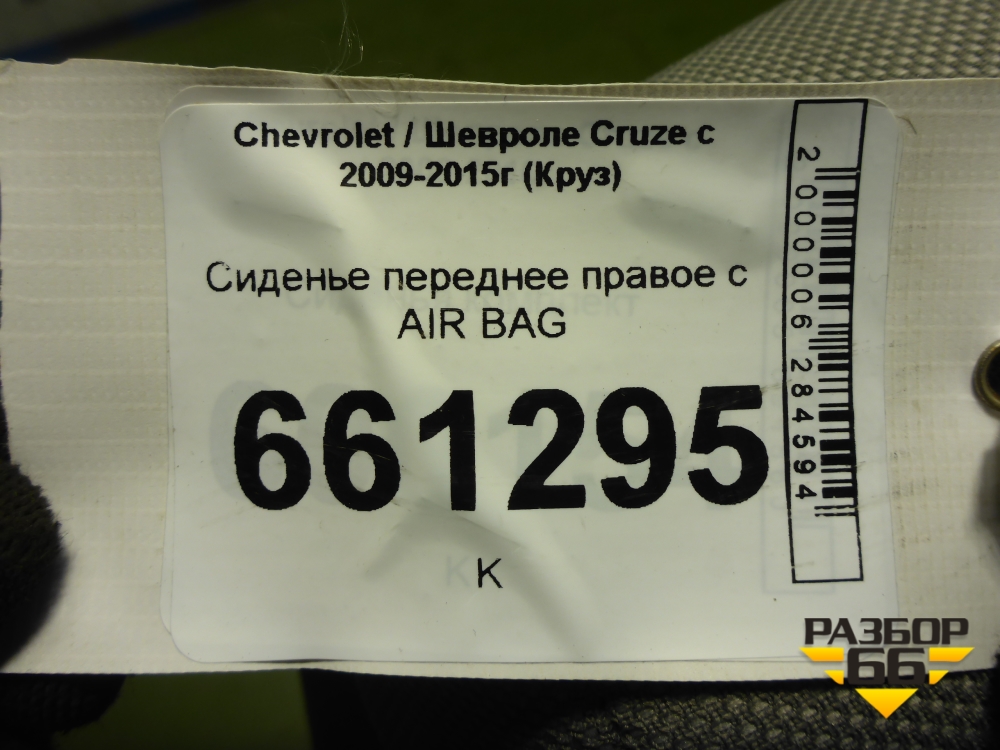 Chevrolet / Шевроле Cruze с
2009-2015г (Круз)
Сиденье переднее правое с
AIR BAG
661295
К
2000006284594
РАЗБОР
66